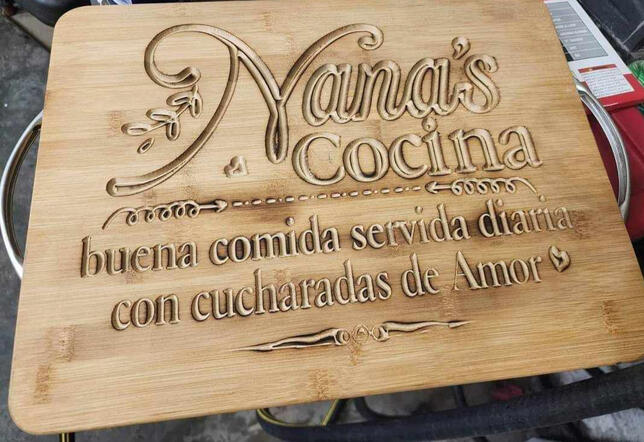 Nana's
Cocina
buena comida servida diaria
con cucharadas de Amor